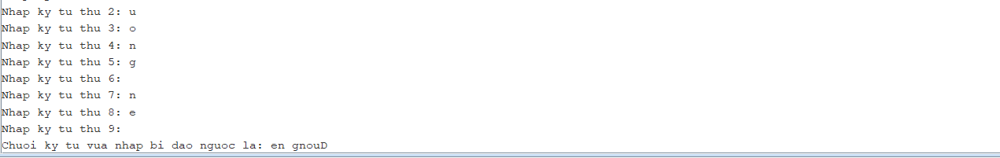 Nhap ky tu thu 2: u
Nhap ky tu thu 3: o
Nhap ky tu thu 4: n
Nhap ky tu thu 5: g
Nhap ky tu thu 6:
Nhap ky tu thu 7: n
Nhap ky tu thu 8: e
Nhap ky tu thu 9:
Chuoi ky tu vua nhap bi dao nguoc la: en gnouD